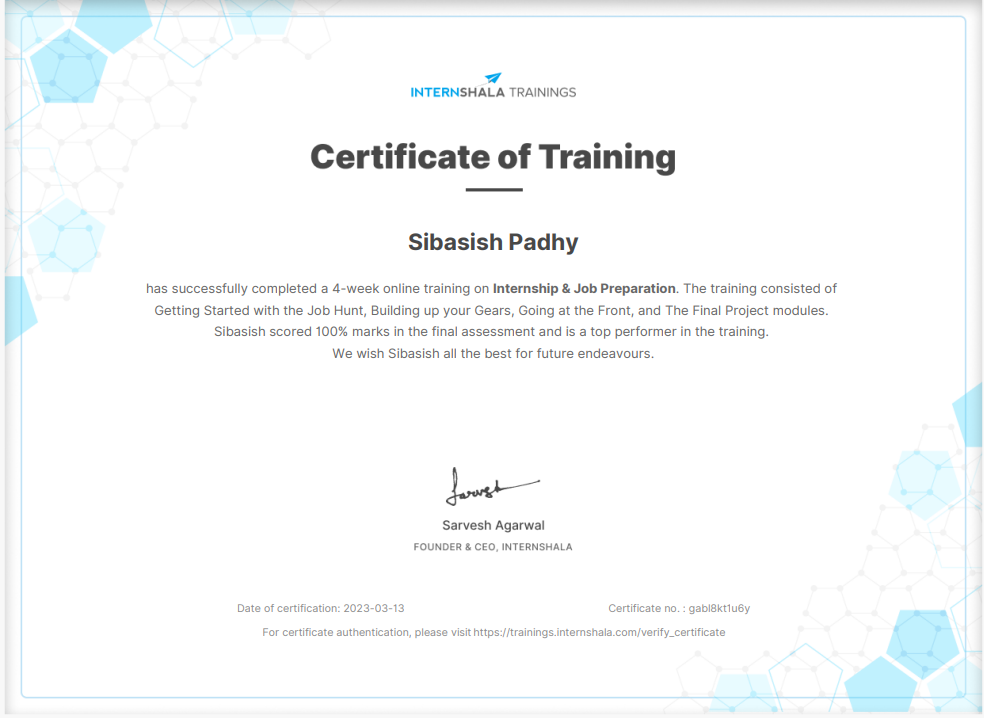 INTERNSHALA TRAININGS
Certificate of Training
Sibasish Padhy
has successfully completed a 4-week online training on Internship & Job Preparation. The training consisted of
Getting Started with the Job Hunt, Building up your Gears, Going at the Front, and The Final Project modules.
Sibasish scored 100% marks in the final assessment and is a top performer in the training.
We wish Sibasish all the best for future endeavours.
Sarvesh
Sarvesh Agarwal
FOUNDER & CEO, INTERNSHALA
Date of certification: 2023-03-13 Certificate no. : gabl8kt1u6y
For certificate authentication, please visit https://trainings.internshala.com/verify_certificate